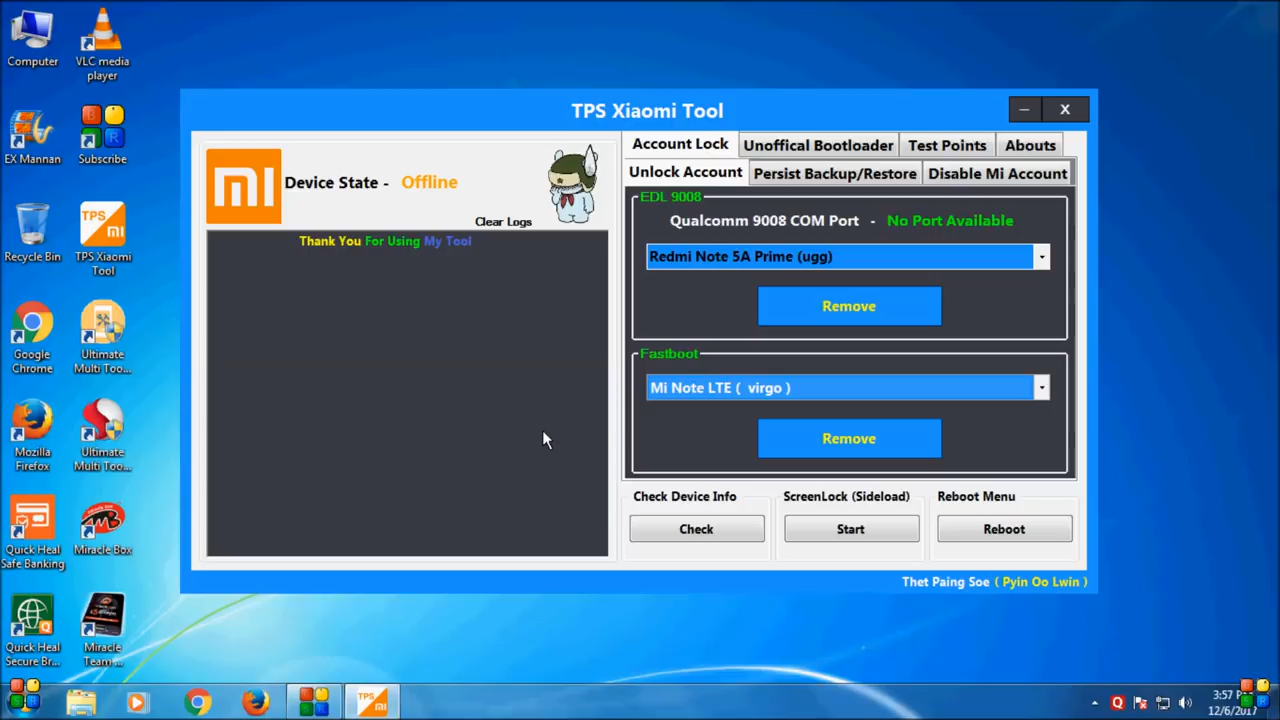 Computer
VLC media
player
EX Mannan
Subscribe
Recycle Bin
TPS Xiaomi
Tool
Google
Chrome
Ultimate
Multi Too...
Mozilla
Firefox
Ultimate
Multi Too...
Quick Heal
Safe Banking
Miracle Box
Quick Heal
Secure Br...
Miracle
Team ...
TPS Xiaomi Tool
X
Device State - Offline
Clear Logs
Thank You For Using My Tool
Account Lock
Unoffical Bootloader
Test Points
Abouts
Unlock Account
Persist Backup/Restore
Disable Mi Account
EDL 9008
Qualcomm 9008 COM Port - No Port Available
Redmi Note 5A Prime (ugg)
Remove
Fastboot
Mi Note LTE ( virgo )
Remove
Check Device Info
Check
ScreenLock (Sideload)
Start
Reboot Menu
Reboot
Thet Paing Soe ( Pyin Oo Lwin )
TPS
mi
TPS
mi
3:57
12/6/